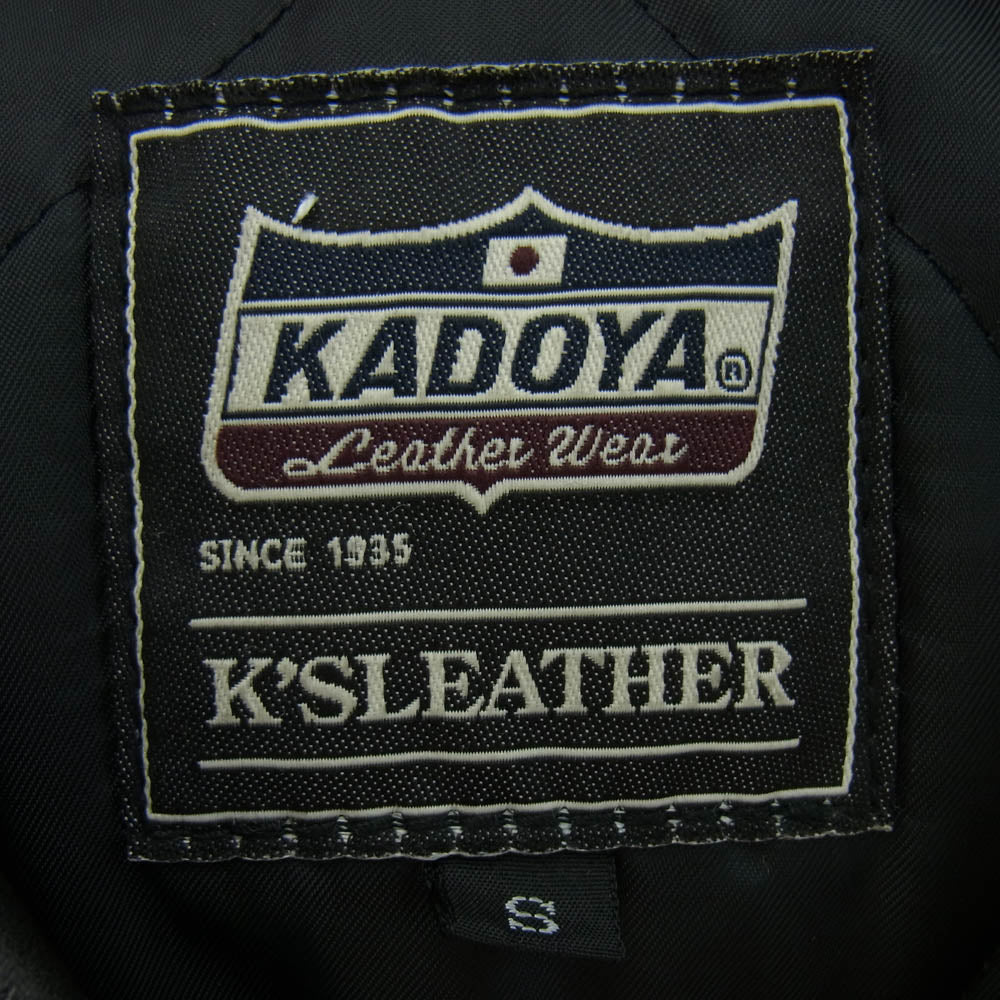 KADOYA®
Leather Wear
SINCE 1935
K'SLEATHER
S